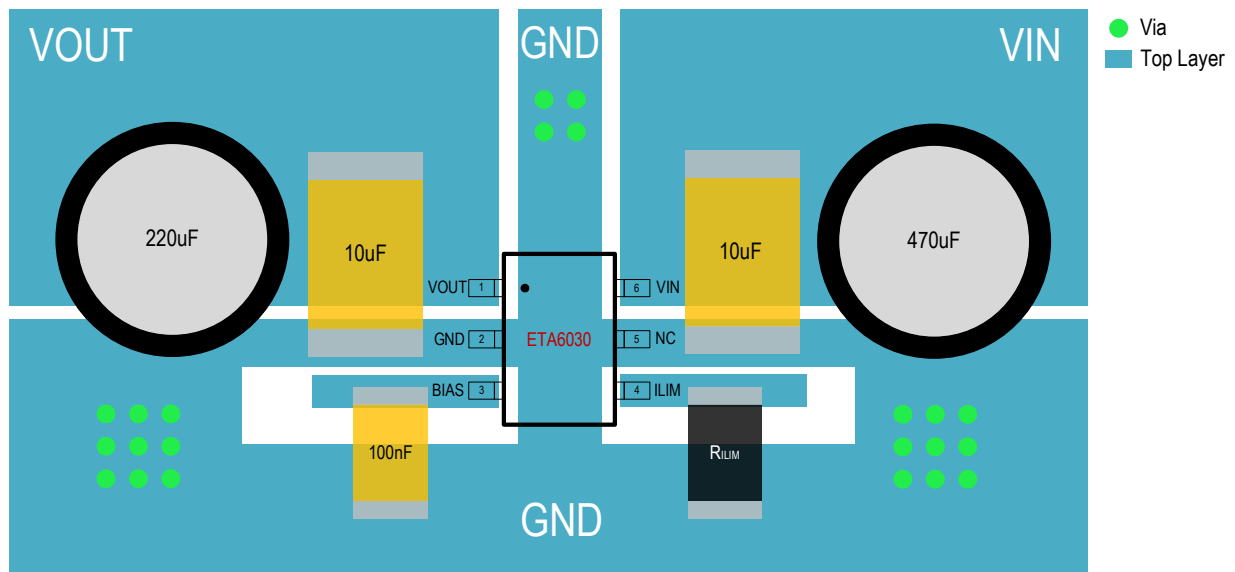 VOUT
GND
VIN
Via
Top Layer
220uF
10uF
10uF
470uF
VOUT 1
6 VIN
GND 2
ETA6030
5 NC
BIAS 3
4 ILIM
100nF
RILIM
GND